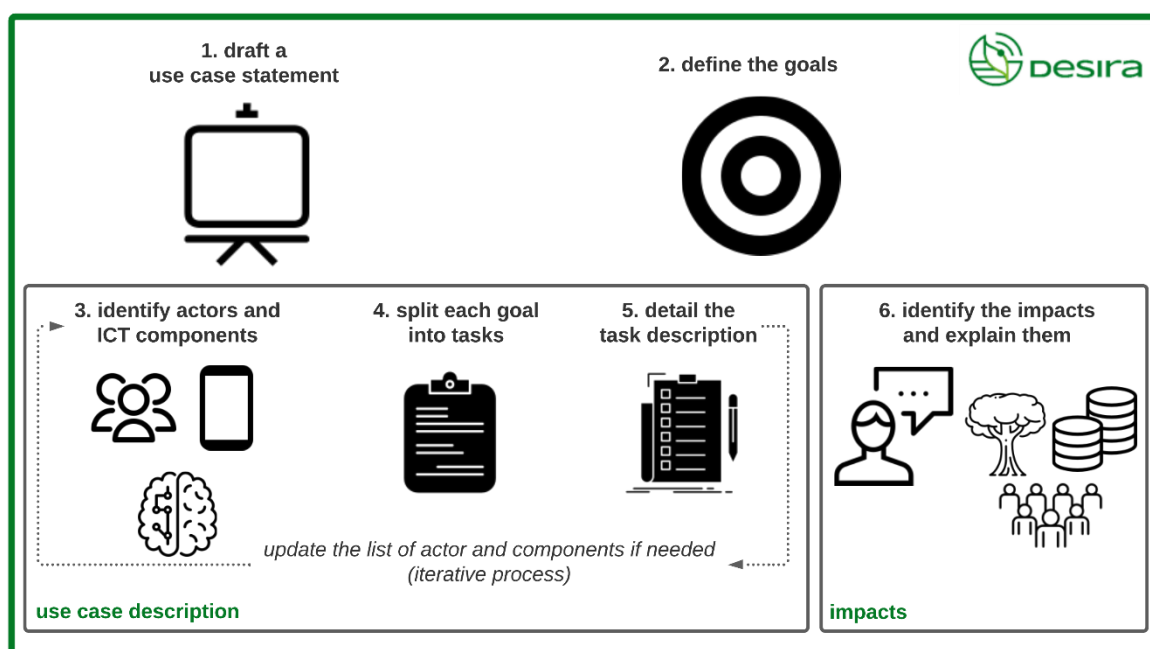 1. draft a
use case statement
2. define the goals
DESIRA
3. identify actors and
ICT components
4. split each goal
into tasks
5. detail the
task description
update the list of actor and components if needed
(iterative process)
use case description
6. identify the impacts
and explain them
impacts